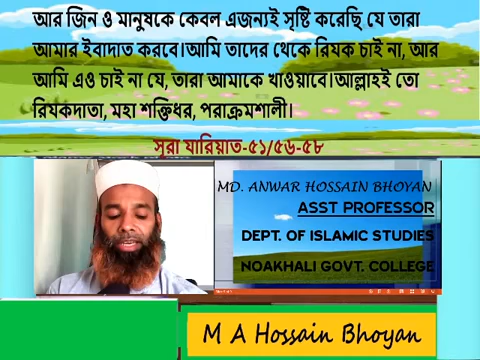 আর জিন ও মানুষকে কেবল এজন্যই সৃষ্টি করেছি যে তারা
আমার ইবাদাত করবে।আমি তাদের থেকে রিযক চাই না, আর
আমি এও চাই না যে, তারা আমাকে খাওয়াবে।আল্লাহই তো
রিযকদাতা, মহা শক্তিধর, পরাক্রমশালী।
সূরা যারিয়াত-৫১/৫৬-৫৮
MD. ANWAR HOSSAIN BHOYAN
ASST PROFESSOR
DEPT. OF ISLAMIC STUDIES
NOAKHALI GOVT. COLLEGE
M A Hossain Bhoyan